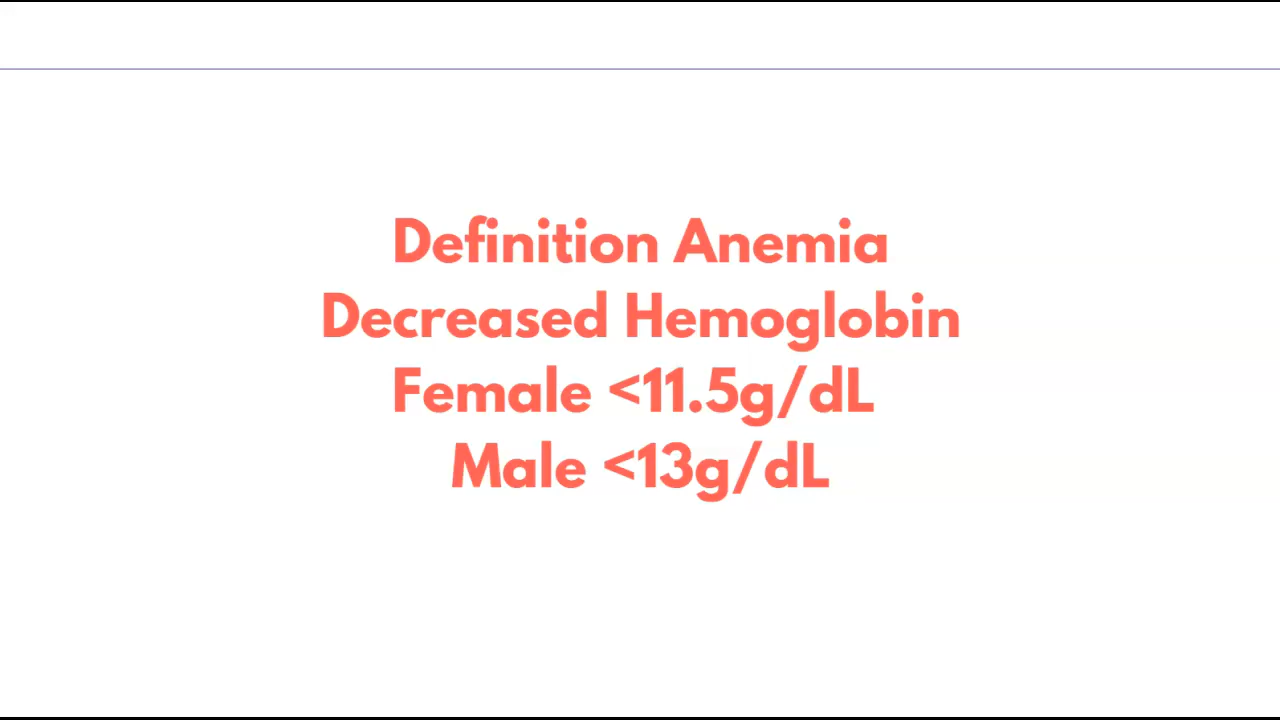 Definition Anemia
Decreased Hemoglobin
Female <11.5g/dL
Male <13g/dL